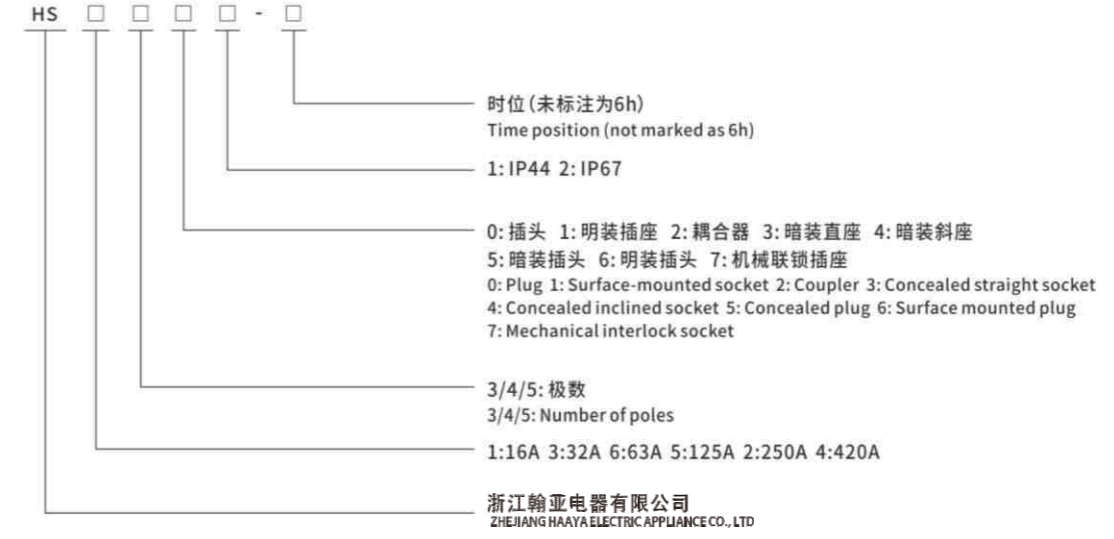 HS □ □ □ □ - □
时位(未标注为6h)
Time position (not marked as 6h)
1: IP44 2: IP67
0: 插头 1: 明装插座 2: 耦合器 3: 暗装直座 4: 暗装斜座
5: 暗装插头 6: 明装插头 7: 机械联锁插座
0: Plug 1: Surface-mounted socket 2: Coupler 3: Concealed straight socket
4: Concealed inclined socket 5: Concealed plug 6: Surface mounted plug
7: Mechanical interlock socket
3/4/5: 极数
3/4/5: Number of poles
1:16A 3:32A 6:63A 5:125A 2:250A 4:420A
浙江翰亚电器有限公司
ZHEJIANG HAAYA ELECTRIC APPLIANCE CO., LTD